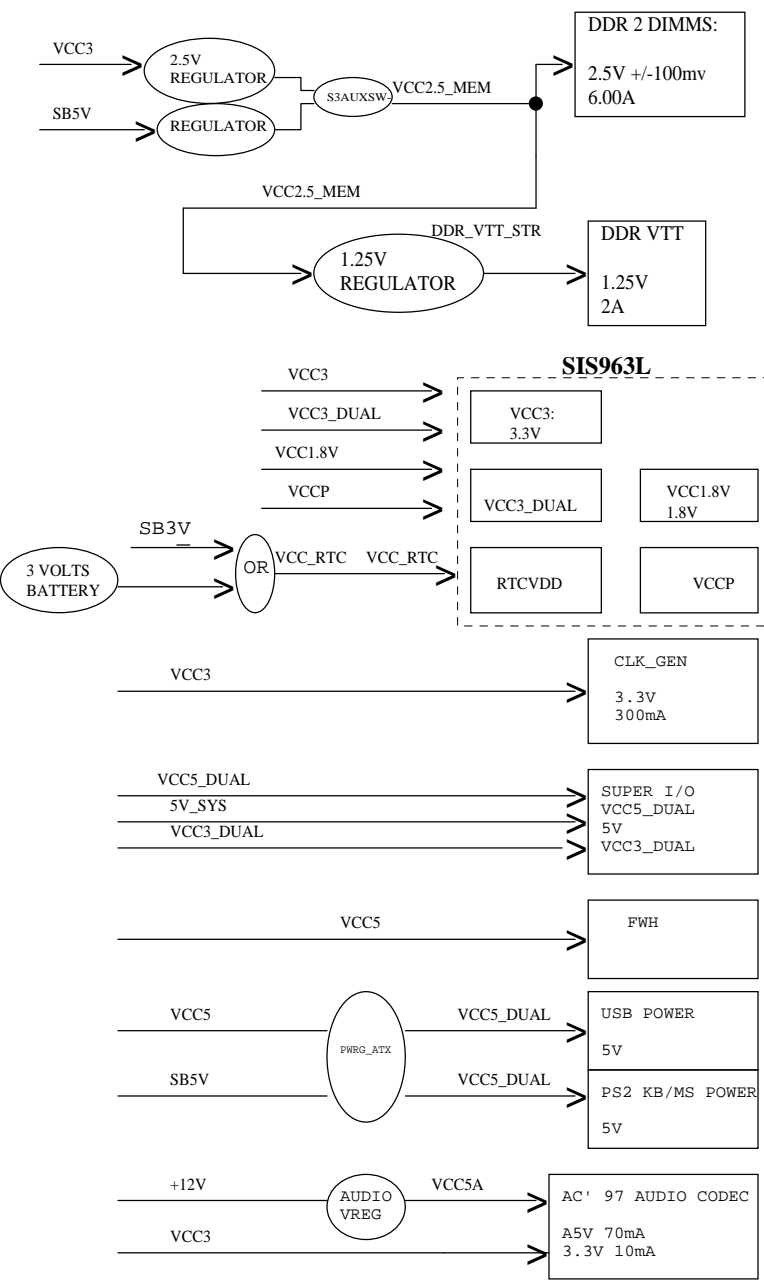 DDR 2 DIMMS:
VCC3
2.5V
REGULATOR
2.5V +/-100mv
6.00A
S3AUXSW-
VCC2.5_MEM
SB5V
REGULATOR
VCC2.5_MEM
DDR_VTT_STR
DDR VTT
1.25V
REGULATOR
1.25V
2A
SIS963L
VCC3
VCC3:
3.3V
VCC3_DUAL
VCC1.8V
VCCP
VCC3_DUAL
VCC1.8V
1.8V
SB3V_
3 VOLTS
BATTERY
OR
VCC_RTC
VCC_RTC
RTCVDD
VCCP
CLK_GEN
VCC3
3.3V
300mA
VCC5_DUAL
5V_SYS
VCC3_DUAL
SUPER I/O
VCC5_DUAL
5V
VCC3_DUAL
VCC5
FWH
VCC5
PWRG_ATX
VCC5_DUAL
USB POWER
5V
SB5V
VCC5_DUAL
PS2 KB/MS POWER
5V
+12V
AUDIO
VREG
VCC5A
AC' 97 AUDIO CODEC
VCC3
A5V 70mA
3.3V 10mA